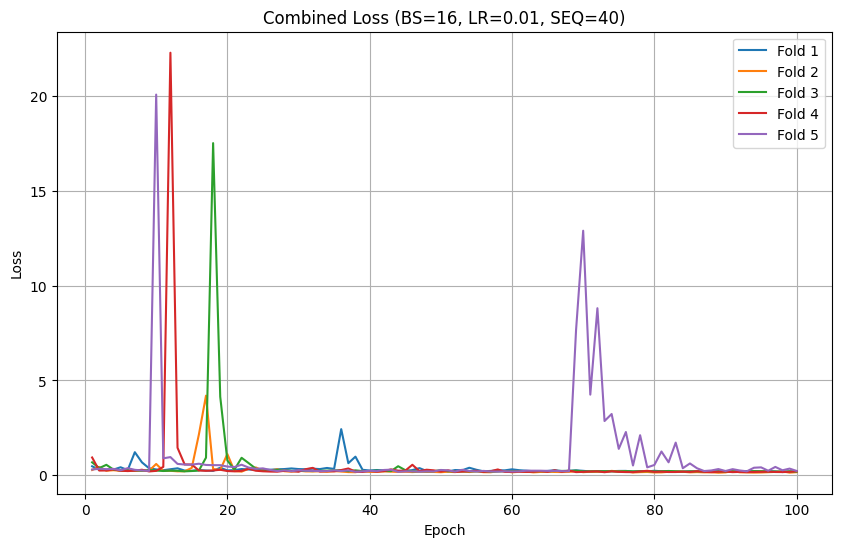 Combined Loss (BS=16, LR=0.01, SEQ=40)
Fold 1
Fold 2
Fold 3
Fold 4
Fold 5
Loss
20
15
10
5
0
0 20 40 60 80 100
Epoch